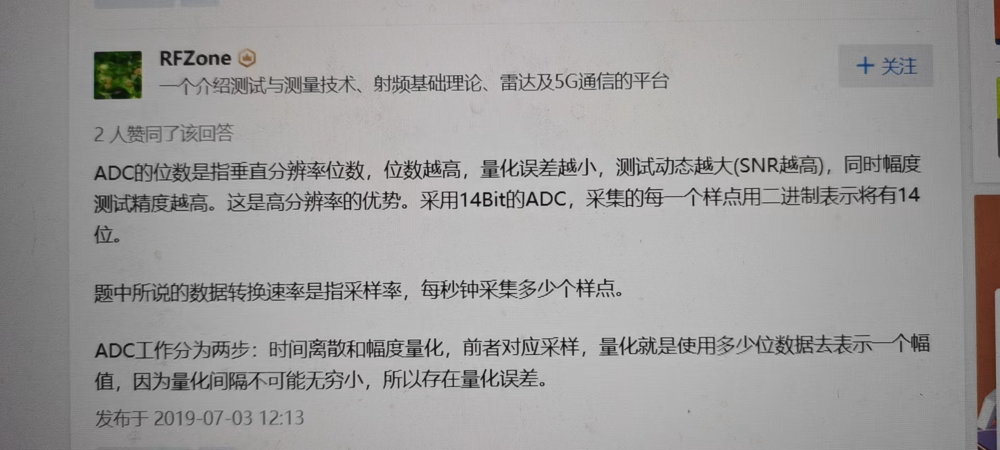 RFZone
一个介绍测试与测量技术、射频基础理论、雷达及5G通信的平台
+ 关注
2 人赞同了该回答
ADC的位数是指垂直分辨率位数，位数越高，量化误差越小，测试动态越大(SNR越高)，同时幅度
测试精度越高。这是高分辨率的优势。采用14Bit的ADC，采集的每一个样点用二进制表示将有14
位。
题中所说的数据转换速率是指采样率，每秒钟采集多少个样点。
ADC工作分为两步：时间离散和幅度量化，前者对应采样，量化就是使用多少位数据去表示一个幅
值，因为量化间隔不可能无穷小，所以存在量化误差。
发布于 2019-07-03 12:13